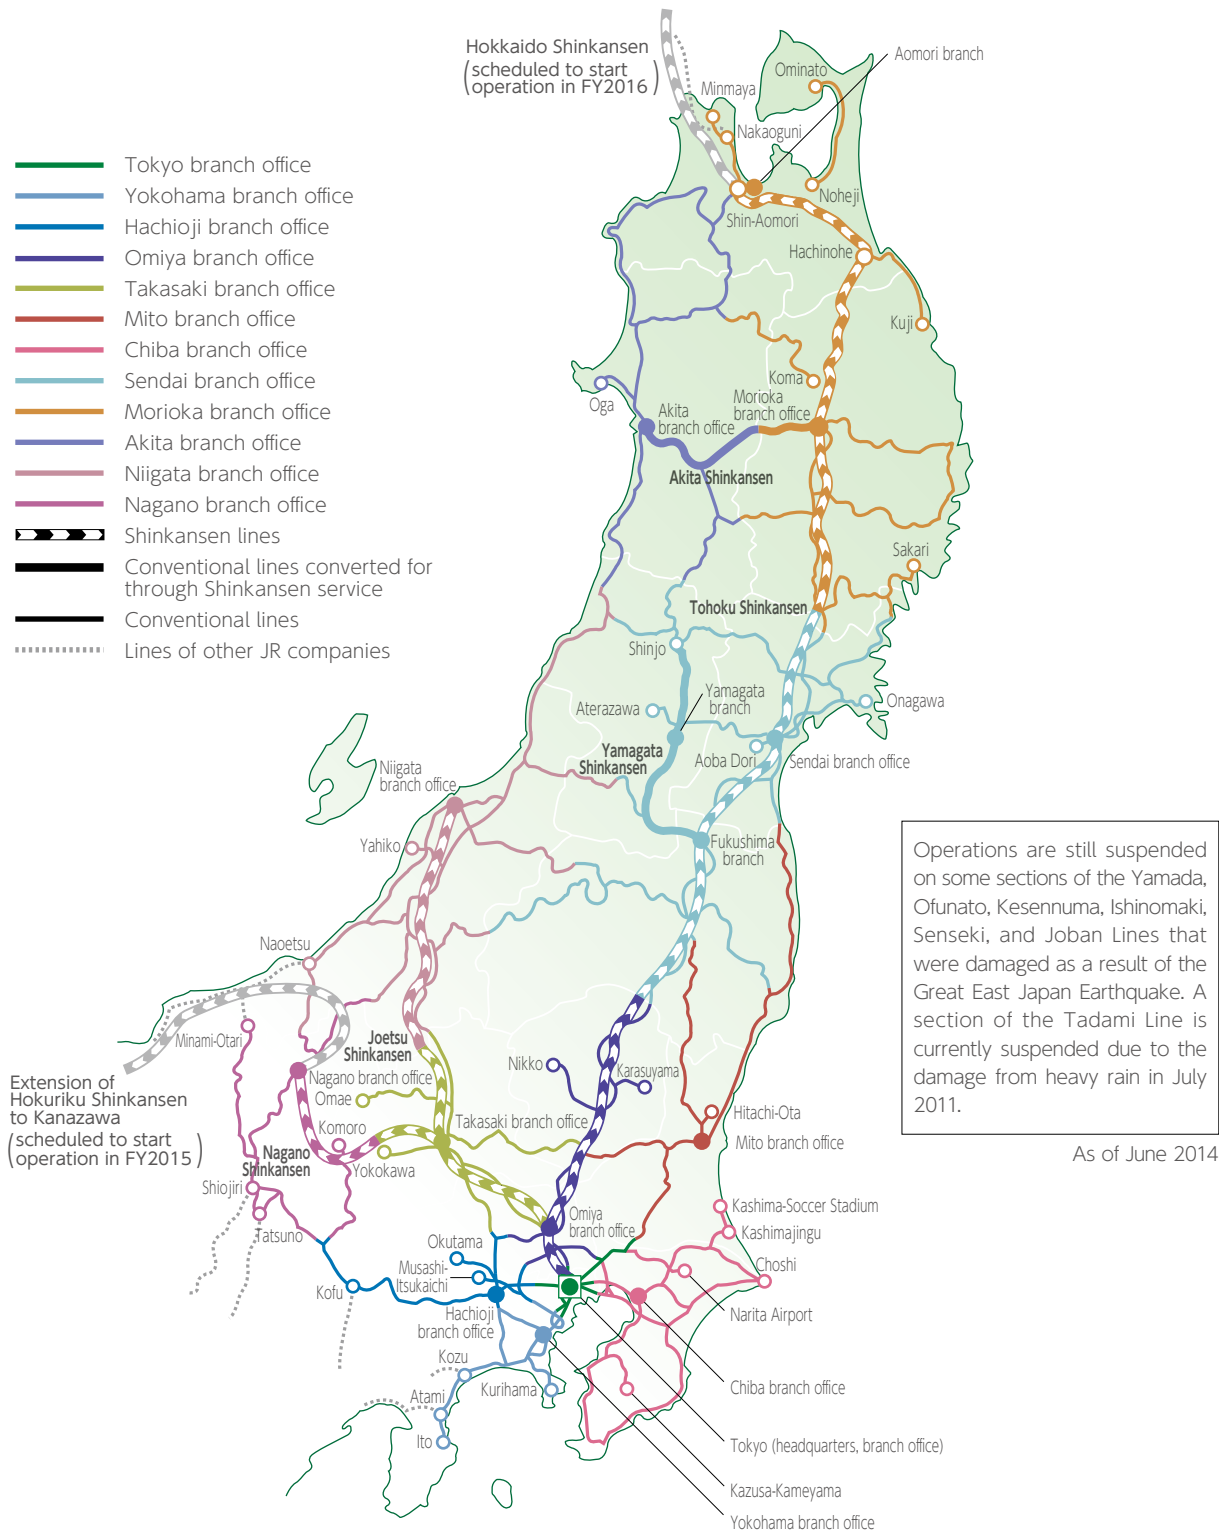 Hokkaido Shinkansen
(scheduled to start
operation in FY2016)
Aomori branch
Ominato
Minmaya
Nakaoguni
Noheji
Shin-Aomori
Hachinohe
Kuji
Tokyo branch office
Yokohama branch office
Hachioji branch office
Omiya branch office
Takasaki branch office
Mito branch office
Chiba branch office
Sendai branch office
Morioka branch office
Akita branch office
Niigata branch office
Nagano branch office
Shinkansen lines
Conventional lines converted for
through Shinkansen service
Conventional lines
Lines of other JR companies
Koma
Morioka
branch office
Oga
Akita
branch office
Akita Shinkansen
Sakari
Tohoku Shinkansen
Shinjo
Yamagata
branch
Aterazawa
Onagawa
Yamagata
Shinkansen
Aoba Dori
Sendai branch office
Niigata
branch office
Yahiko
Fukushima
branch
Operations are still suspended
on some sections of the Yamada,
Ofunato, Kesennuma, Ishinomaki,
Senseki, and Joban Lines that
were damaged as a result of the
Great East Japan Earthquake. A
section of the Tadami Line is
currently suspended due to the
damage from heavy rain in July
2011.
As of June 2014
Naoetsu
Minami-Otari
Joetsu
Shinkansen
Nagano branch office
Omae
Nikko
Karasuyama
Extension of
Hokuriku Shinkansen
to Kanazawa
(scheduled to start
operation in FY2015)
Komoro
Takasaki branch office
Hitachi-Ota
Mito branch office
Nagano
Shinkansen
Yokokawa
Shiojiri
Tatsuno
Kashima-Soccer Stadium
Kashimajingu
Omiya
branch office
Okutama
Musashi-
Itsukaichi
Choshi
Kofu
Hachioji
branch office
Narita Airport
Kozu
Kurihama
Atami
Ito
Chiba branch office
Tokyo (headquarters, branch office)
Kazusa-Kameyama
Yokohama branch office